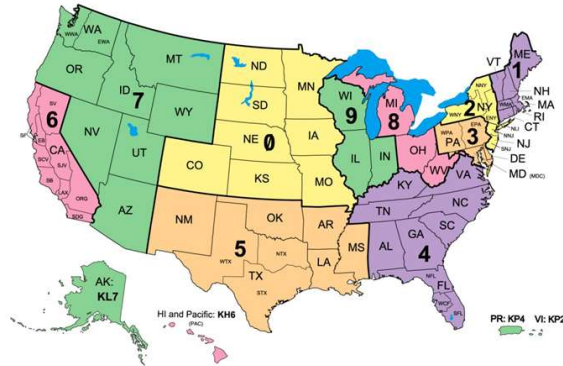 WA
WWA
EWA
OR
ID
7
MT
WY
NV
UT
AZ
6
SV
SF
EB
CA
SCV
SJV
SB
LAX
ORG
SDG
ND
SD
NE
0
MN
IA
CO
KS
MO
WI
9
IL
IN
MI
8
OH
WV
VT
ME
1
NH
EMA
MA
WMA
RI
CT
NNY
2
NY
WNY
ENY
NLI
NNJ
NJ
SNJ
WPA
EPA
PA
3
DE
MD (MDC)
KY
VA
TN
NC
SC
AL
GA
4
NFL
FL
WCF
SFL
NM
OK
AR
5
WTX
NTX
TX
STX
LA
MS
AK:
KL7
HI and Pacific: KH6
(PAC)
PR: KP4 VI: KP2